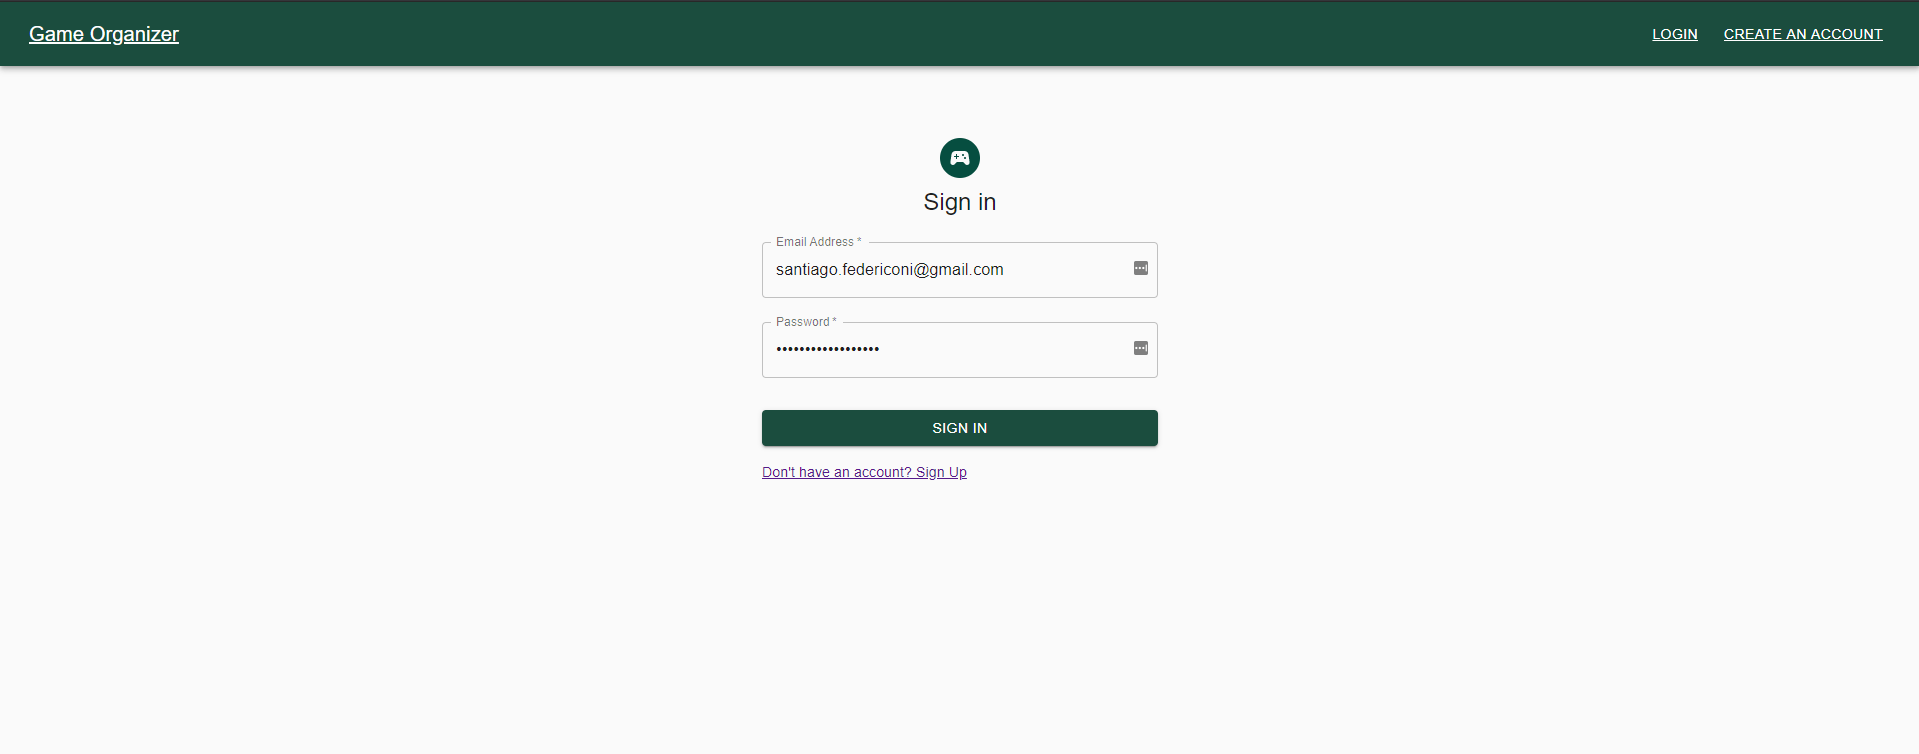 Game Organizer
LOGIN
CREATE AN ACCOUNT
Sign in
Email Address *
santiago.federiconi@gmail.com
Password *
••••••••••••••••••
SIGN IN
Don't have an account? Sign Up